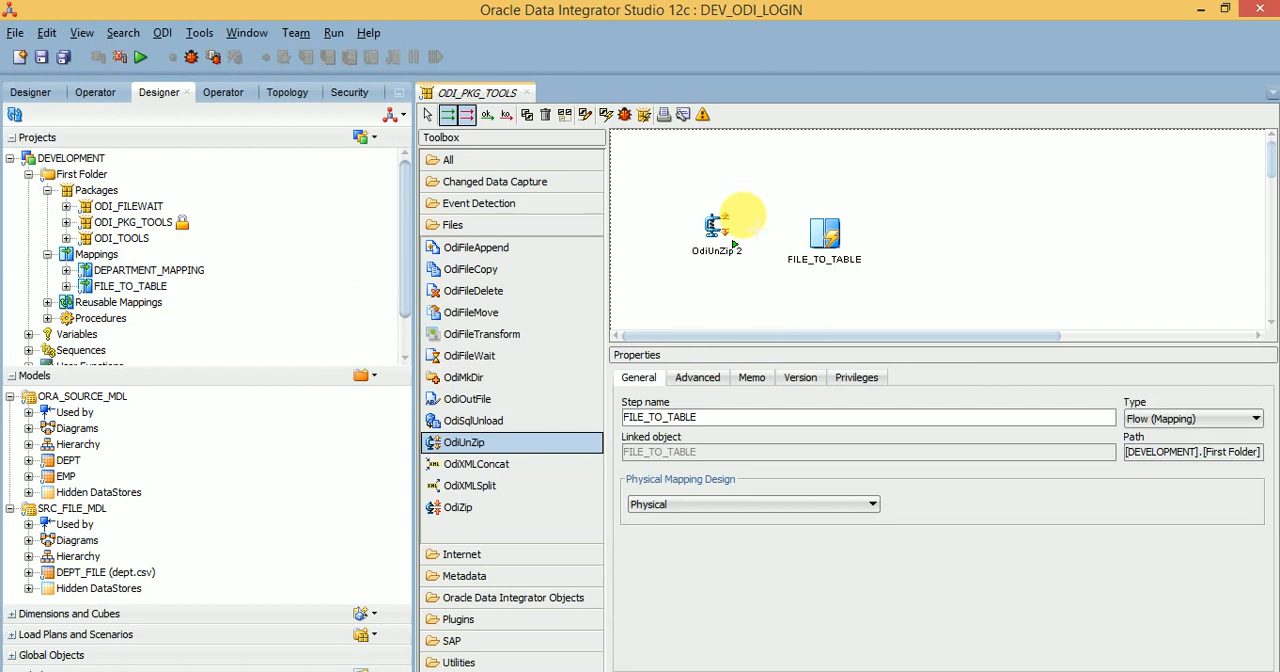 Oracle Data Integrator Studio 12c : DEV_ODI_LOGIN
File Edit View Search ODI Tools Window Team Run Help
Designer Operator Designer Operator Topology Security
Projects
DEVELOPMENT
First Folder
Packages
ODI_FILEWAIT
ODI_PKG_TOOLS
ODI_TOOLS
Mappings
DEPARTMENT_MAPPING
FILE_TO_TABLE
Reusable Mappings
Procedures
Variables
Sequences
Models
ORA_SOURCE_MDL
Used by
Diagrams
Hierarchy
DEPT
EMP
Hidden DataStores
SRC_FILE_MDL
Used by
Diagrams
Hierarchy
DEPT_FILE (dept.csv)
Hidden DataStores
Dimensions and Cubes
Load Plans and Scenarios
Global Objects
ODI_PKG_TOOLS
ok ko
Toolbox
All
Changed Data Capture
Event Detection
Files
OdiFileAppend
OdiFileCopy
OdiFileDelete
OdiFileMove
OdiFileTransform
OdiFileWait
OdiMkDir
OdiOutFile
OdiSqlUnload
OdiUnZip
OdiXMLConcat
OdiXMLSplit
OdiZip
Internet
Metadata
Oracle Data Integrator Objects
Plugins
SAP
Utilities
OdiUnZip 2
FILE_TO_TABLE
Properties
General Advanced Memo Version Privileges
Step name
FILE_TO_TABLE
Type
Flow (Mapping)
Linked object
FILE_TO_TABLE
Path
[DEVELOPMENT].[First Folder]
Physical Mapping Design
Physical